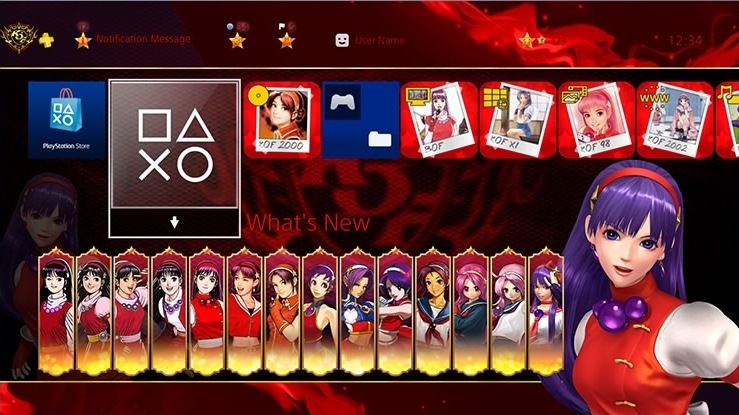 Notification Message
User Name
12:34
PlayStation Store
KOF 2000
KOF
KOF XI
KOF '98
WWW
KOF 2002
What's New